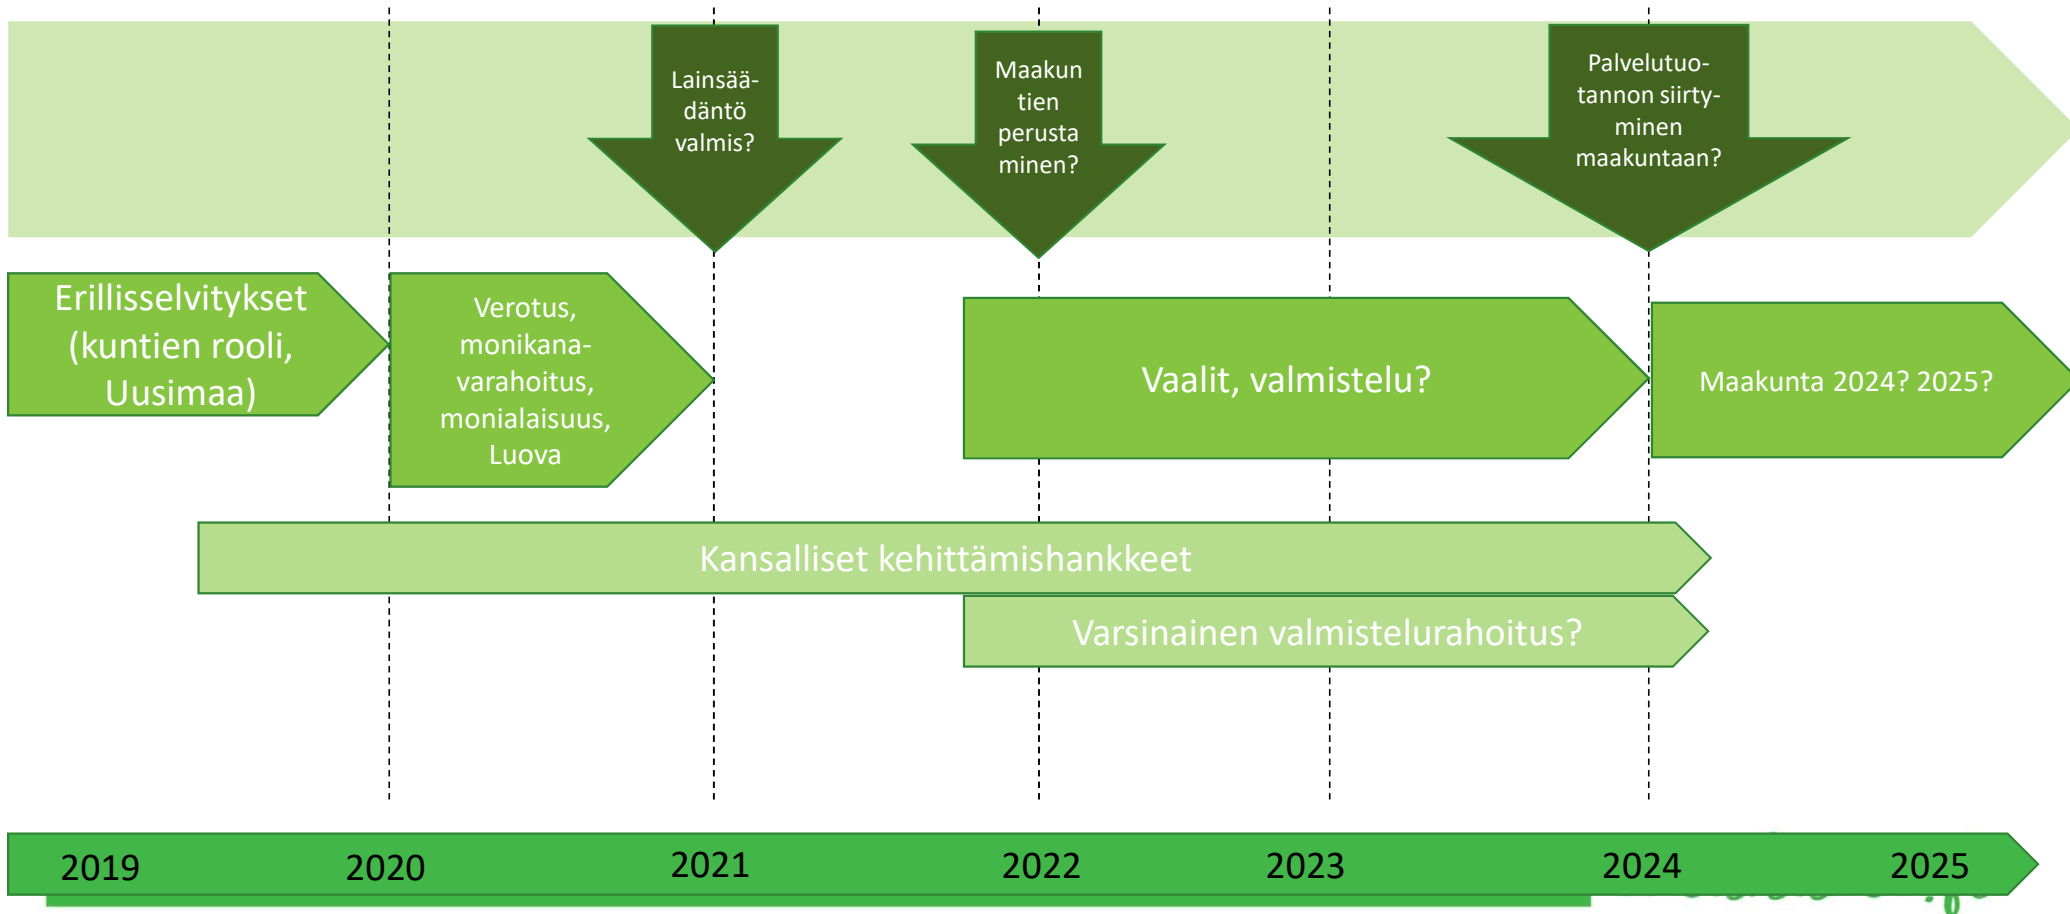 Lainsää-
däntö
valmis?
Maakun
tien
perusta
minen?
Palvelutuo-
tannon siirty-
minen
maakuntaan?
Erillisselvitykset
(kuntien rooli,
Uusimaa)
Verotus,
monikana-
varahoitus,
monialaisuus,
Luova
Vaalit, valmistelu?
Maakunta 2024? 2025?
Kansalliset kehittämishankkeet
Varsinainen valmistelurahoitus?
2019 2020 2021 2022 2023 2024 2025